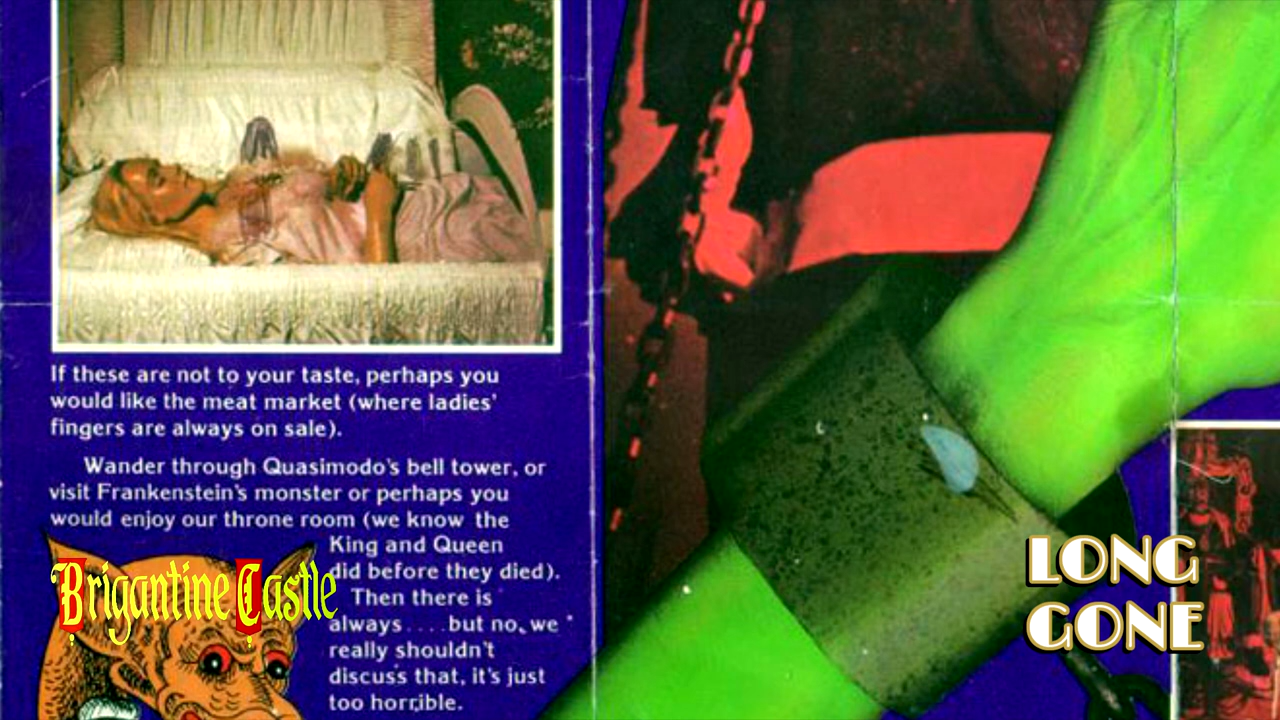 If these are not to your taste, perhaps you
would like the meat market (where ladies'
fingers are always on sale).
Wander through Quasimodo's bell tower, or
visit Frankenstein's monster or perhaps you
would enjoy our throne room (we know the
King and Queen
did before they died).
Then there is
always....but no, we
really shouldn't
discuss that, it's just
too horrible.
Brigantine Castle
LONG
GONE